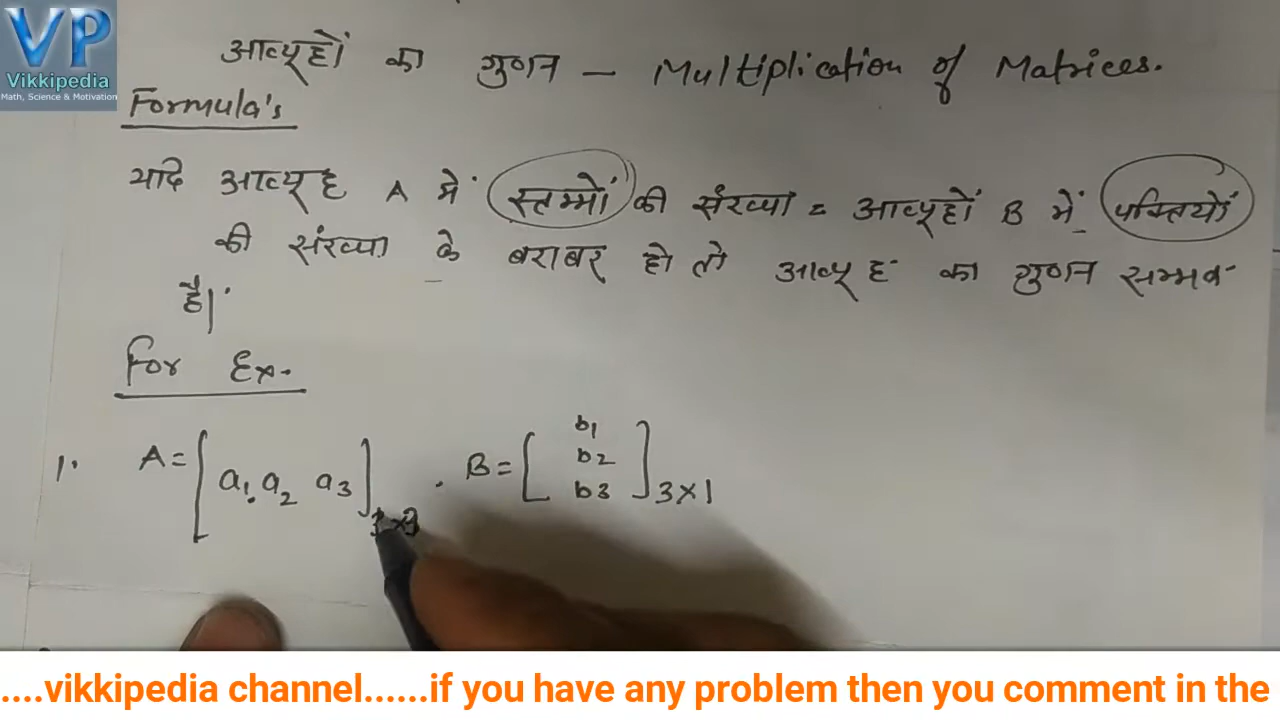 VP
Vikkipedia
Math, Science & Motivation
आव्यूहों का गुणन – Multiplication of Matrices.
Formula's
यदि आव्यूह A में स्तम्भों की संख्या = आव्यूहों B में पंक्तियों
की संख्या के बराबर हो तो आव्यूह का गुणन सम्भव
है।
For Ex.
1. A = [ a1 a2 a3 ] . B = [ b1 b2 b3 ] 3×1
....vikkipedia channel......if you have any problem then you comment in the